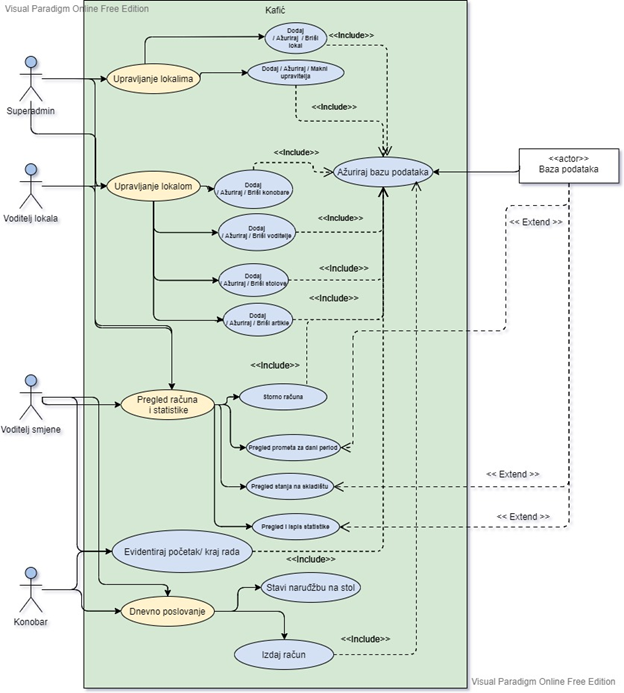 Visual Paradigm Online Free Edition
Kafić
Dodaj
/ Ažuriraj / Briši
lokal
<<Include>>
Upravljanje lokalima
Dodaj / Ažuriraj / Makni
upravitelja
<<Include>>
Superadmin
<<Include>>
Ažuriraj bazu podataka
<<actor>>
Baza podataka
Upravljanje lokalom
Dodaj
/ Ažuriraj / Briši konobare
Voditelj lokala
<<Include>>
<< Extend >>
Dodaj
/ Ažuriraj / Briši voditelje
<<Include>>
Dodaj
/ Ažuriraj / Briši stolove
<<Include>>
Dodaj
/ Ažuriraj / Briši artikle
<<Include>>
Pregled računa
i statistike
štorno računa
Voditelj smjene
Pregled prometa za dani period
<< Extend >>
Pregled stanja na skladištu
<< Extend >>
Pregled i ispis statistike
Evidentiraj početak/ kraj rada
<<Include>>
Stavi naruđžbu na stol
Dnevno poslovanje
Konobar
<<Include>>
Izdaj račun
Visual Paradigm Online Free Edition